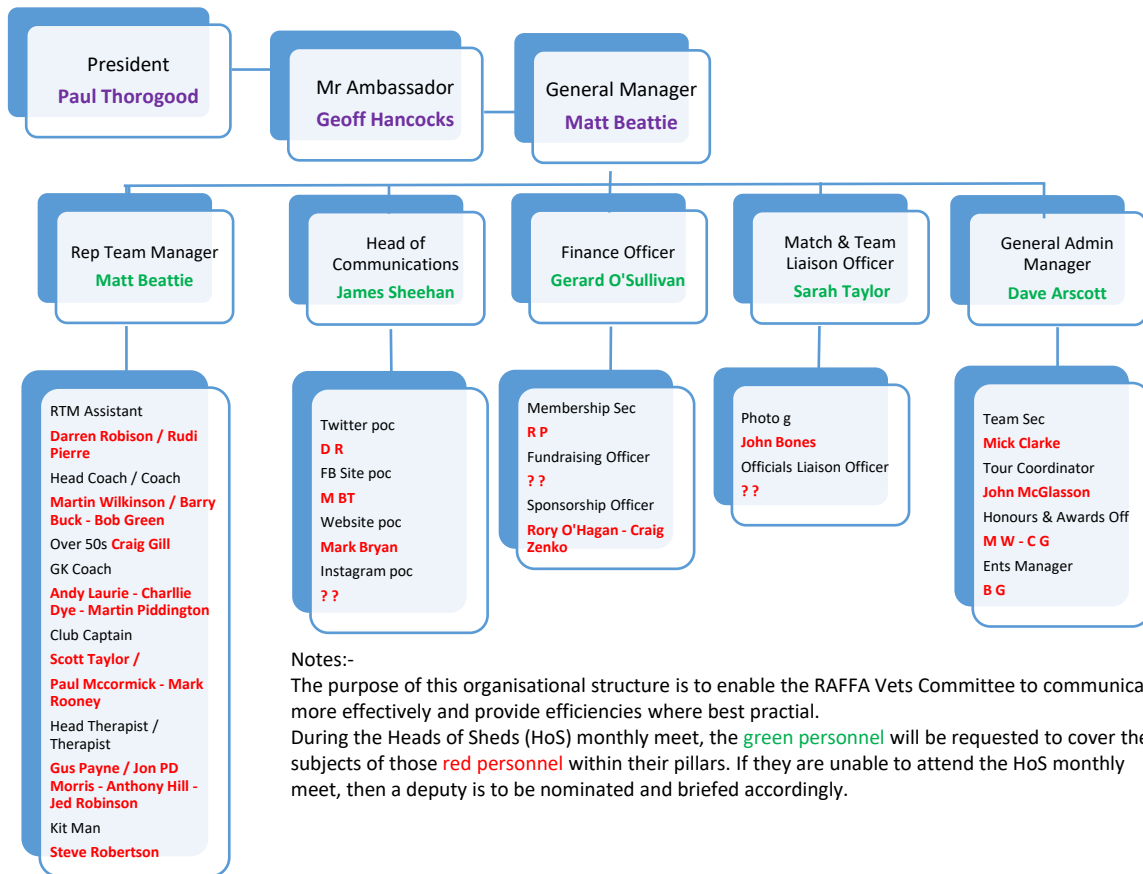 President
Paul Thorogood
Mr Ambassador
Geoff Hancocks
General Manager
Matt Beattie
Rep Team Manager
Matt Beattie
Head of
Communications
James Sheehan
Finance Officer
Gerard O'Sullivan
Match & Team
Liaison Officer
Sarah Taylor
General Admin
Manager
Dave Arscott
RTM Assistant
Darren Robison / Rudi
Pierre
Head Coach / Coach
Martin Wilkinson / Barry
Buck - Bob Green
Over 50s Craig Gill
GK Coach
Andy Laurie - Charllie
Dye - Martin Piddington
Club Captain
Scott Taylor /
Paul Mccormick - Mark
Rooney
Head Therapist /
Therapist
Gus Payne / Jon PD
Morris - Anthony Hill -
Jed Robinson
Kit Man
Steve Robertson
Twitter poc
D R
FB Site poc
M BT
Website poc
Mark Bryan
Instagram poc
? ?
Membership Sec
R P
Fundraising Officer
? ?
Sponsorship Officer
Rory O'Hagan - Craig
Zenko
Photo g
John Bones
Officials Liaison Officer
? ?
Team Sec
Mick Clarke
Tour Coordinator
John McGlasson
Honours & Awards Off
M W - C G
Ents Manager
B G
Notes:-
The purpose of this organisational structure is to enable the RAFFA Vets Committee to communica
more effectively and provide efficiencies where best practial.
During the Heads of Sheds (HoS) monthly meet, the green personnel will be requested to cover the
subjects of those red personnel within their pillars. If they are unable to attend the HoS monthly
meet, then a deputy is to be nominated and briefed accordingly.